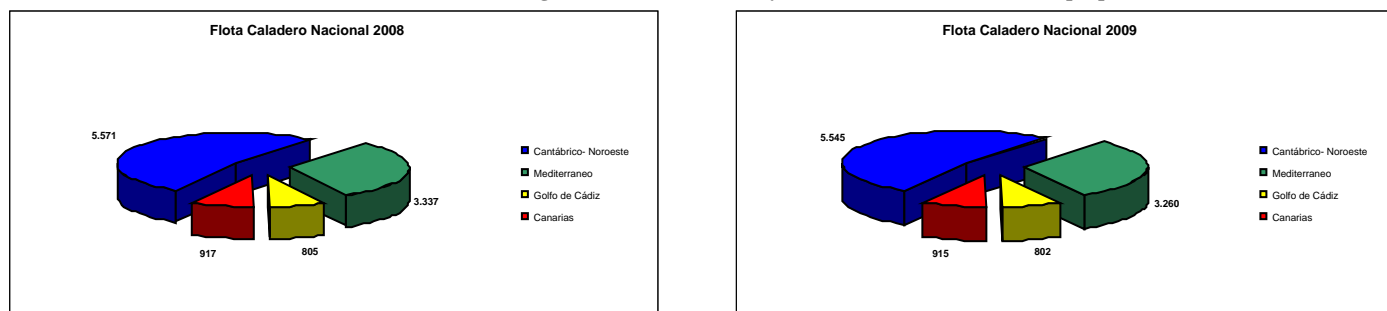 Flota Caladero Nacional 2008
5.571
3.337
917
805
Cantábrico- Noroeste
Mediterraneo
Golfo de Cádiz
Canarias
Flota Caladero Nacional 2009
5.545
3.260
915
802
Cantábrico- Noroeste
Mediterraneo
Golfo de Cádiz
Canarias